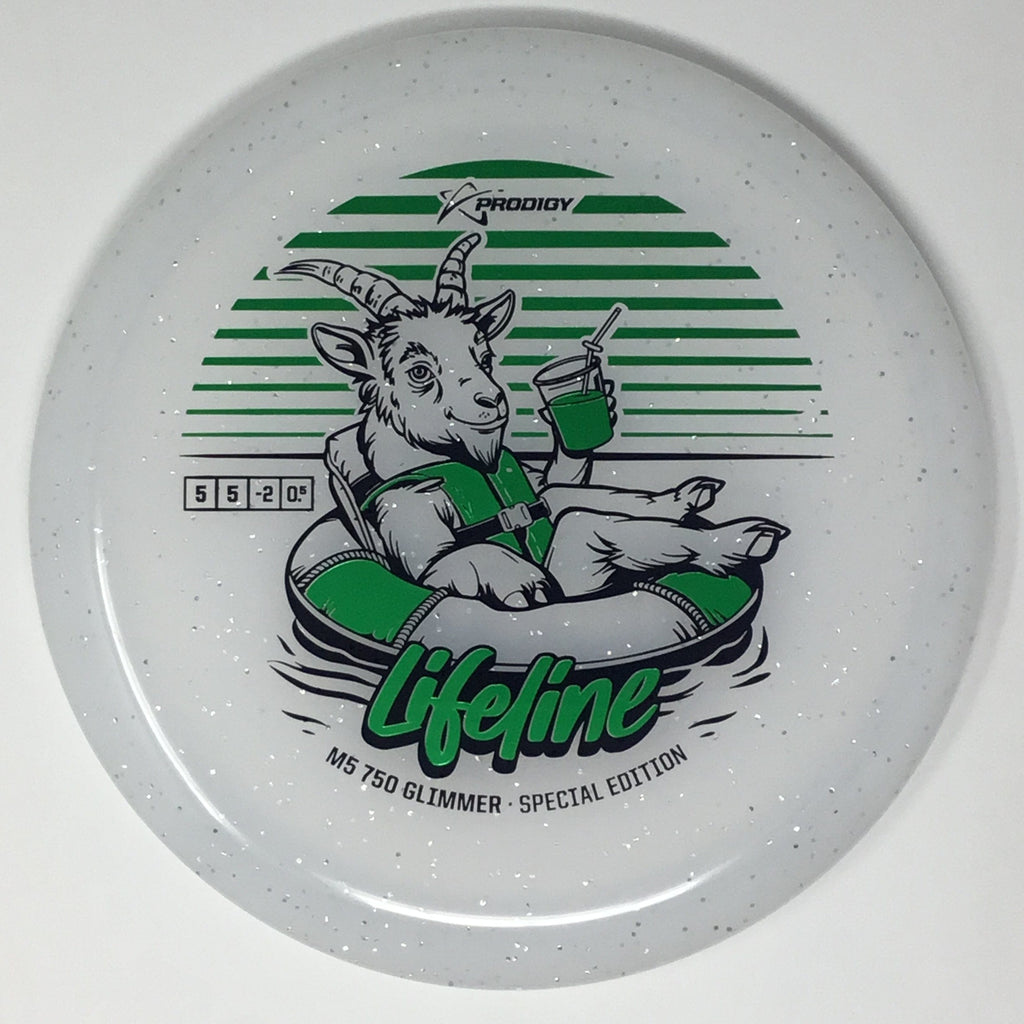 PRODIGY
5 5 -2 0.5
Lifeline
M5 750 GLIMMER · SPECIAL EDITION